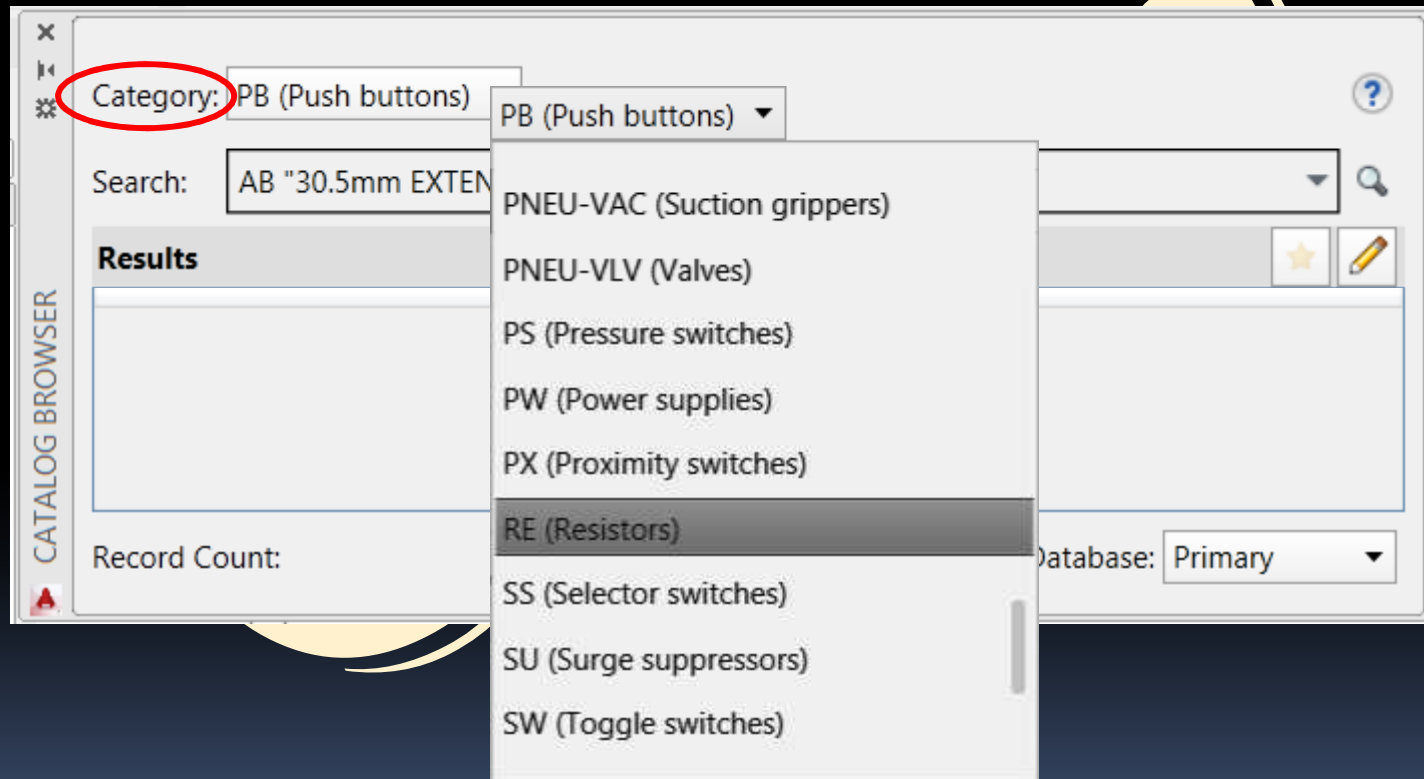 Category: PB (Push buttons)
PB (Push buttons)
Search: AB "30.5mm EXTEN
PNEU-VAC (Suction grippers)
Results
PNEU-VLV (Valves)
PS (Pressure switches)
PW (Power supplies)
PX (Proximity switches)
RE (Resistors)
Record Count:
Database: Primary
SS (Selector switches)
SU (Surge suppressors)
SW (Toggle switches)
CATALOG BROWSER